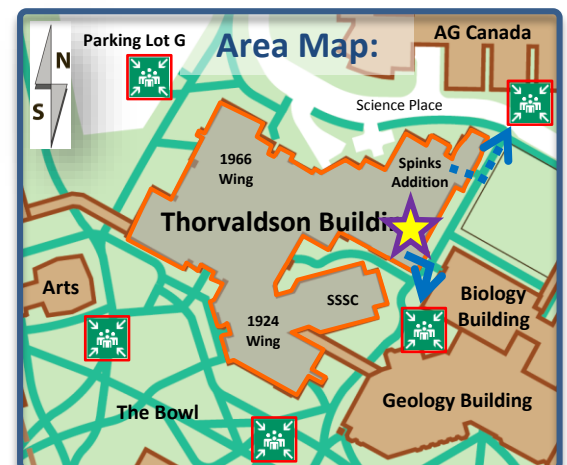 Parking Lot G
Area Map:
AG Canada
N
S
Science Place
1966
Wing
Spinks
Addition
Thorvaldson Buildin
Arts
SSSC
Biology
Building
1924
Wing
The Bowl
Geology Building